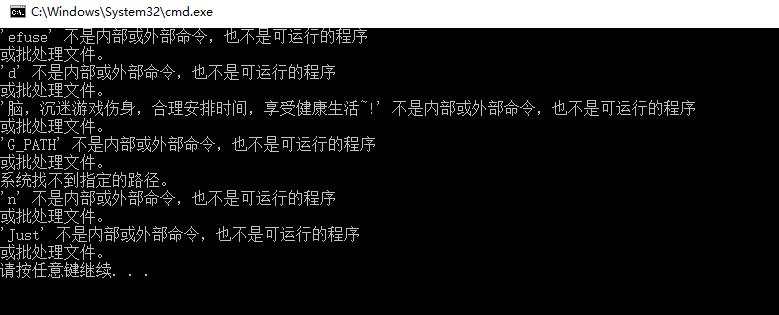 C:\Windows\System32\cmd.exe
'efuse' 不是内部或外部命令，也不是可运行的程序
或批处理文件。
'd' 不是内部或外部命令，也不是可运行的程序
或批处理文件。
'脑，沉迷游戏伤身，合理安排时间，享受健康生活~!' 不是内部或外部命令，也不是可运行的程序
或批处理文件。
'G_PATH' 不是内部或外部命令，也不是可运行的程序
或批处理文件。
系统找不到指定的路径。
'n' 不是内部或外部命令，也不是可运行的程序
或批处理文件。
'Just' 不是内部或外部命令，也不是可运行的程序
或批处理文件。
请按任意键继续. . .